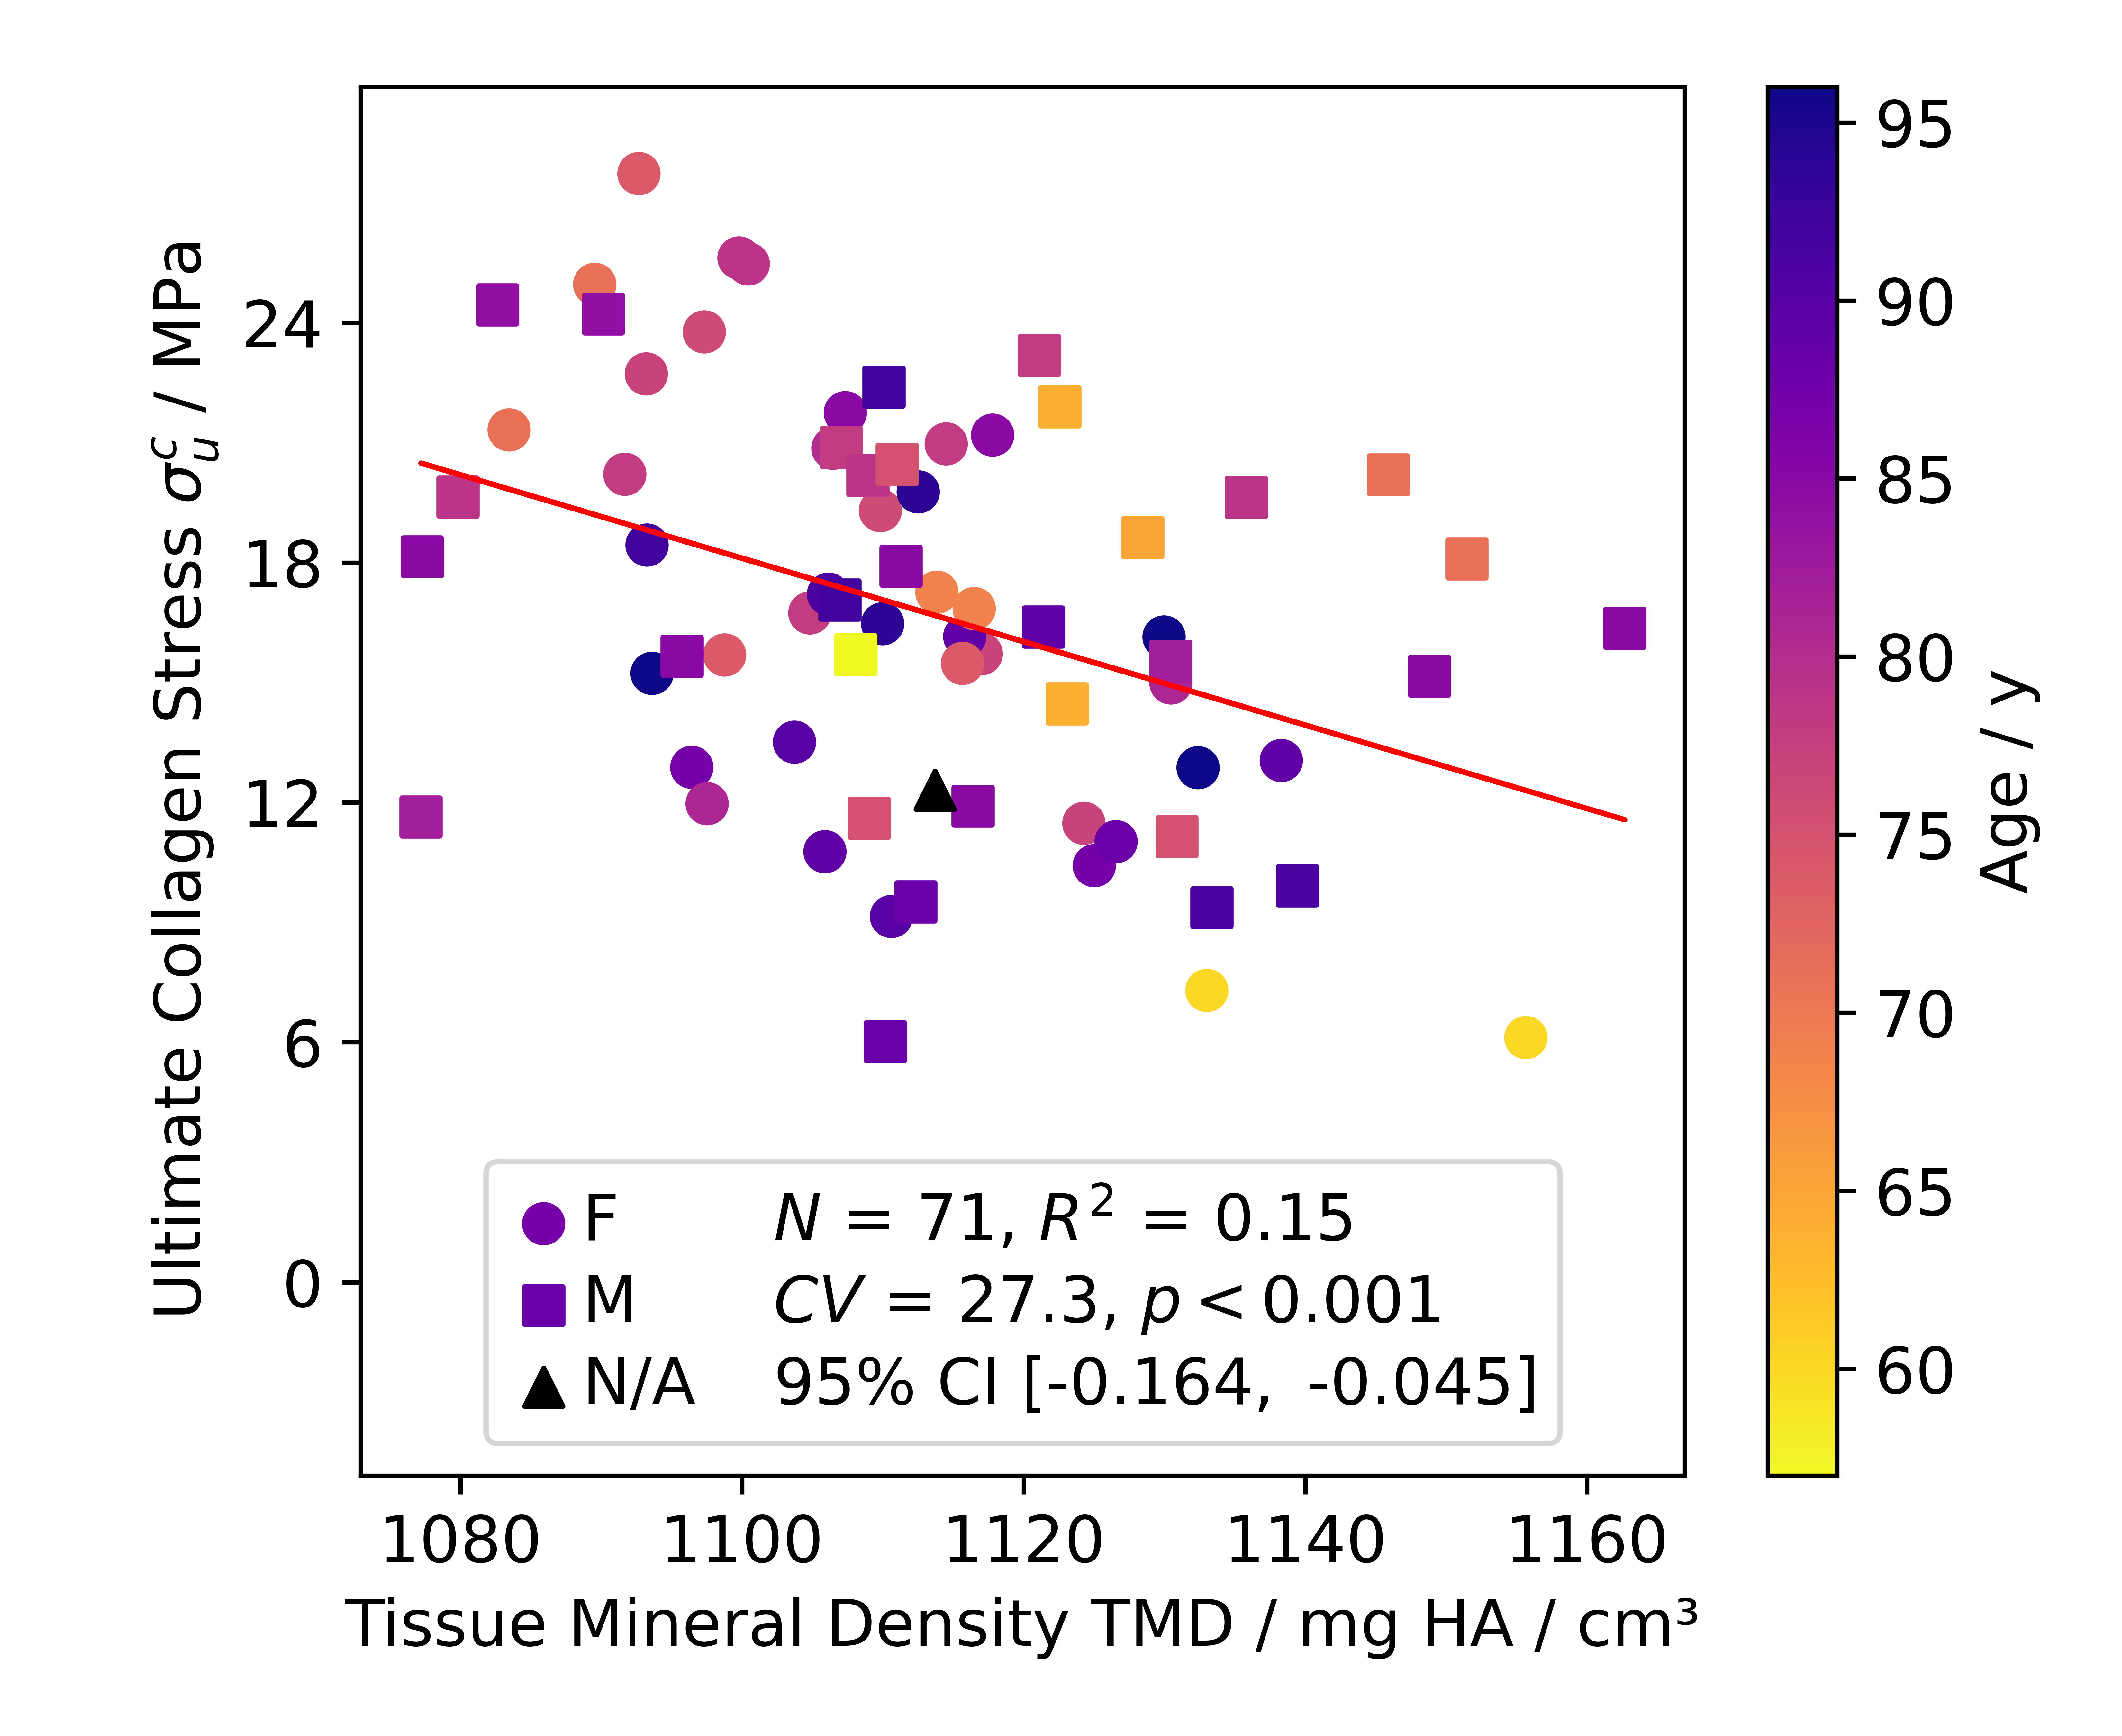 Ultimate Collagen Stress σᶜᵤ / MPa
24
18
12
6
0
F N = 71, R² = 0.15
M CV = 27.3, p < 0.001
N/A 95% CI [-0.164, -0.045]
1080 1100 1120 1140 1160
Tissue Mineral Density TMD / mg HA / cm³
95
90
85
80
75
70
65
60
Age / y